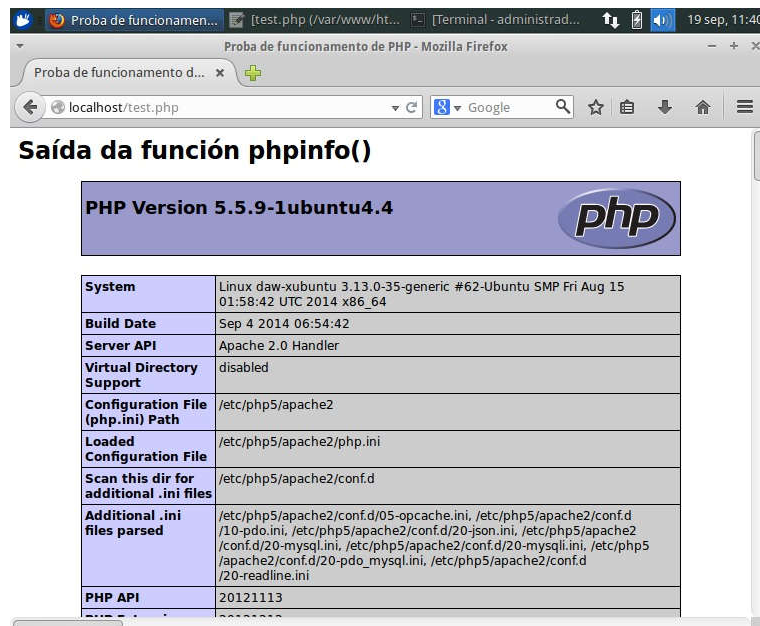 Proba de funcionamen...
[test.php (/var/www/ht...
[Terminal - administrad...
19 sep, 11:40
Proba de funcionamento de PHP - Mozilla Firefox
Proba de funcionamento d...
localhost/test.php
8
Google
Saída da función phpinfo()
PHP Version 5.5.9-1ubuntu4.4
php
System
Linux daw-xubuntu 3.13.0-35-generic #62-Ubuntu SMP Fri Aug 15
01:58:42 UTC 2014 x86_64
Build Date
Sep 4 2014 06:54:42
Server API
Apache 2.0 Handler
Virtual Directory
Support
disabled
Configuration File
(php.ini) Path
/etc/php5/apache2
Loaded
Configuration File
/etc/php5/apache2/php.ini
Scan this dir for
additional .ini files
/etc/php5/apache2/conf.d
Additional .ini
files parsed
/etc/php5/apache2/conf.d/05-opcache.ini, /etc/php5/apache2/conf.d
/10-pdo.ini, /etc/php5/apache2/conf.d/20-json.ini, /etc/php5/apache2
/conf.d/20-mysql.ini, /etc/php5/apache2/conf.d/20-mysqli.ini, /etc/php5
/apache2/conf.d/20-pdo_mysql.ini, /etc/php5/apache2/conf.d
/20-readline.ini
PHP API
20121113